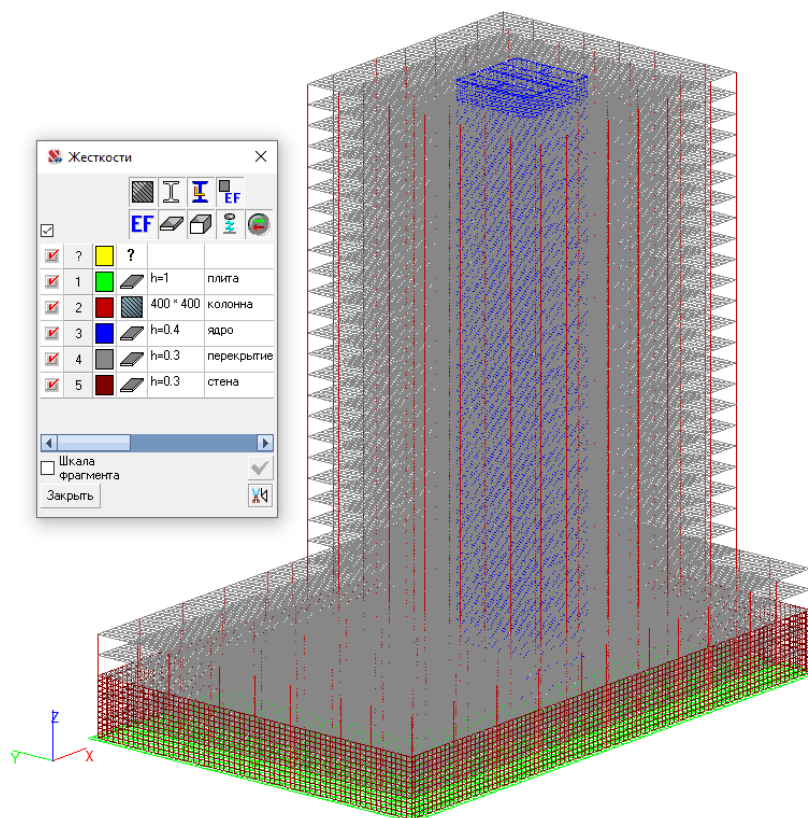 Жесткости
EF
EF
? ?
1 h=1 плита
2 400 * 400 колонна
3 h=0.4 ядро
4 h=0.3 перекрытие
5 h=0.3 стена
Шкала
фрагмента
Закрыть
Z
Y X